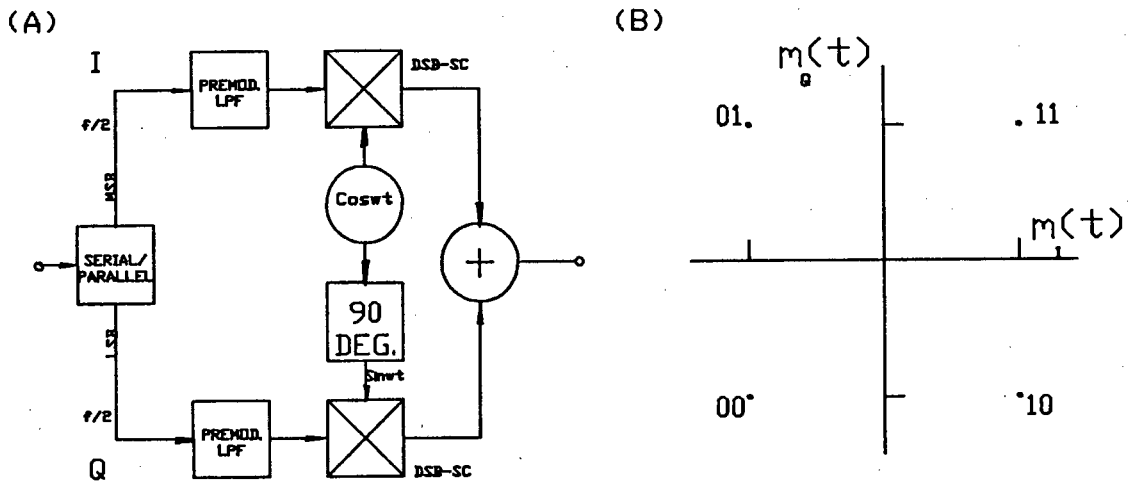 (A)
I
PREMOD.
LPF
DSB-SC
f/2
MSB
Coswt
SERIAL/
PARALLEL
+
90
DEG.
LSB
Sinwt
f/2
PREMOD.
LPF
DSB-SC
Q
(B)
m(t)
Q
01
11
m(t)
I
00
10